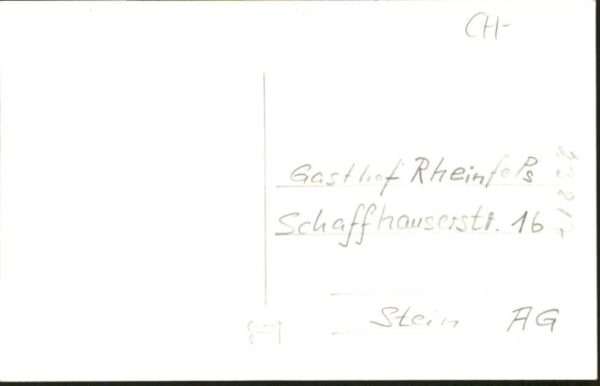 CH-
Gasthof Rheinfels
Schaffhauserstr. 16
Stein AG